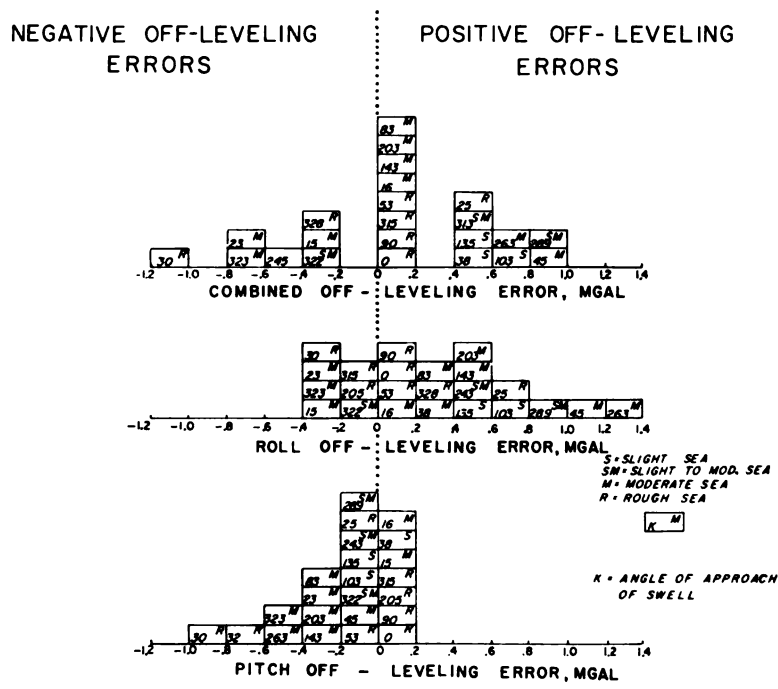 NEGATIVE OFF-LEVELING
ERRORS
POSITIVE OFF-LEVELING
ERRORS
83 M
203 M
143 M
16 M
53 R 25 R
328 R 315 R 313 SM
23 M 15 M 90 R 135 S 263 M 289 SM
30 R 323 M 245 322 SM 0 R 38 S 103 S 45 M
-1.2 -1.0 -.8 -.6 -.4 -.2 0 .2 .4 .6 .8 1.0 1.2 1.4
COMBINED OFF - LEVELING ERROR, MGAL
30 R 90 R 203 M
23 M 315 R 0 R 83 M 143 M
323 M 205 R 53 R 328 R 243 SM 25 R
15 M 322 SM 16 M 38 M 135 S 103 S 289 SM 45 M 263 M
-1.2 -1.0 -.8 -.6 -.4 -.2 0 .2 .4 .6 .8 1.0 1.2 1.4
ROLL OFF - LEVELING ERROR, MGAL
S = SLIGHT SEA
SM = SLIGHT TO MOD. SEA
M = MODERATE SEA
R = ROUGH SEA
K M
K = ANGLE OF APPROACH
OF SWELL
289 SM
25 R 16 M
243 SM 38 S
135 S 15 M
83 M 103 S 315 R
23 M 322 SM 205 R
323 M 203 M 45 M 90 R
30 R 32 R 263 M 143 M 53 R 0 R
-1.2 -1.0 -.8 -.6 -.4 -.2 0 .2 .4 .6 .8 1.0 1.2 1.4
PITCH OFF - LEVELING ERROR, MGAL